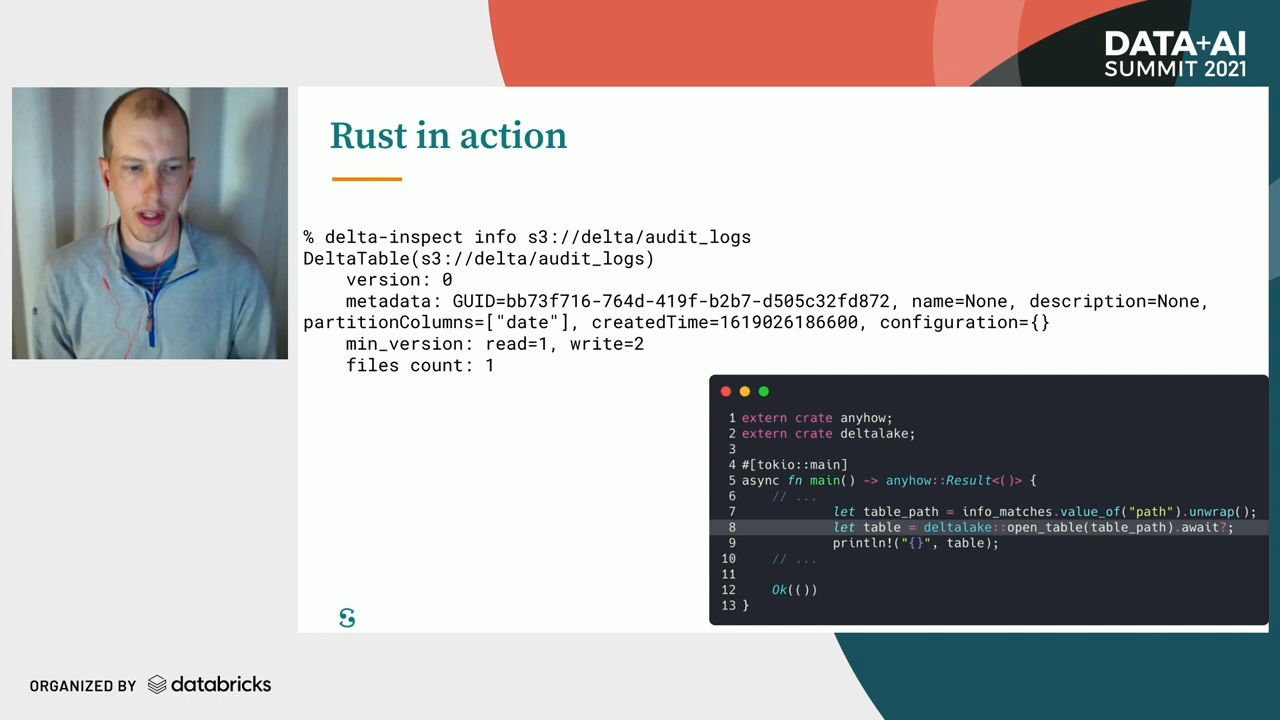 DATA+AI
SUMMIT 2021
Rust in action
% delta-inspect info s3://delta/audit_logs
DeltaTable(s3://delta/audit_logs)
    version: 0
    metadata: GUID=bb73f716-764d-419f-b2b7-d505c32fd872, name=None, description=None,
partitionColumns=["date"], createdTime=1619026186600, configuration={}
    min_version: read=1, write=2
    files count: 1
1 extern crate anyhow;
2 extern crate deltalake;
3
4 #[tokio::main]
5 async fn main() -> anyhow::Result<()> {
6     // ...
7             let table_path = info_matches.value_of("path").unwrap();
8             let table = deltalake::open_table(table_path).await?;
9             println!("{}", table);
10     // ...
11
12     Ok(())
13 }
ORGANIZED BY databricks